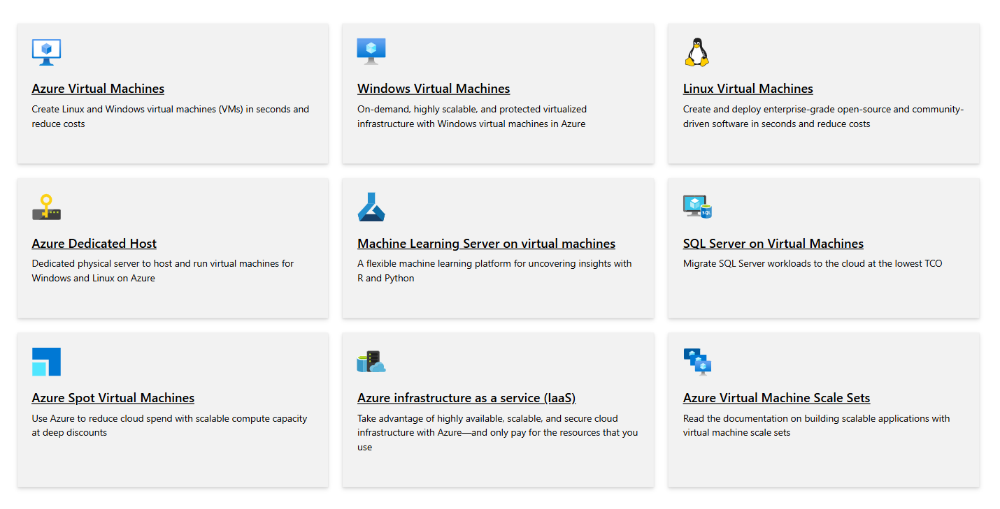 Azure Virtual Machines
Create Linux and Windows virtual machines (VMs) in seconds and
reduce costs
Windows Virtual Machines
On-demand, highly scalable, and protected virtualized
infrastructure with Windows virtual machines in Azure
Linux Virtual Machines
Create and deploy enterprise-grade open-source and community-
driven software in seconds and reduce costs
Azure Dedicated Host
Dedicated physical server to host and run virtual machines for
Windows and Linux on Azure
Machine Learning Server on virtual machines
A flexible machine learning platform for uncovering insights with
R and Python
SQL
SQL Server on Virtual Machines
Migrate SQL Server workloads to the cloud at the lowest TCO
Azure Spot Virtual Machines
Use Azure to reduce cloud spend with scalable compute capacity
at deep discounts
Azure infrastructure as a service (IaaS)
Take advantage of highly available, scalable, and secure cloud
infrastructure with Azure—and only pay for the resources that you
use
Azure Virtual Machine Scale Sets
Read the documentation on building scalable applications with
virtual machine scale sets